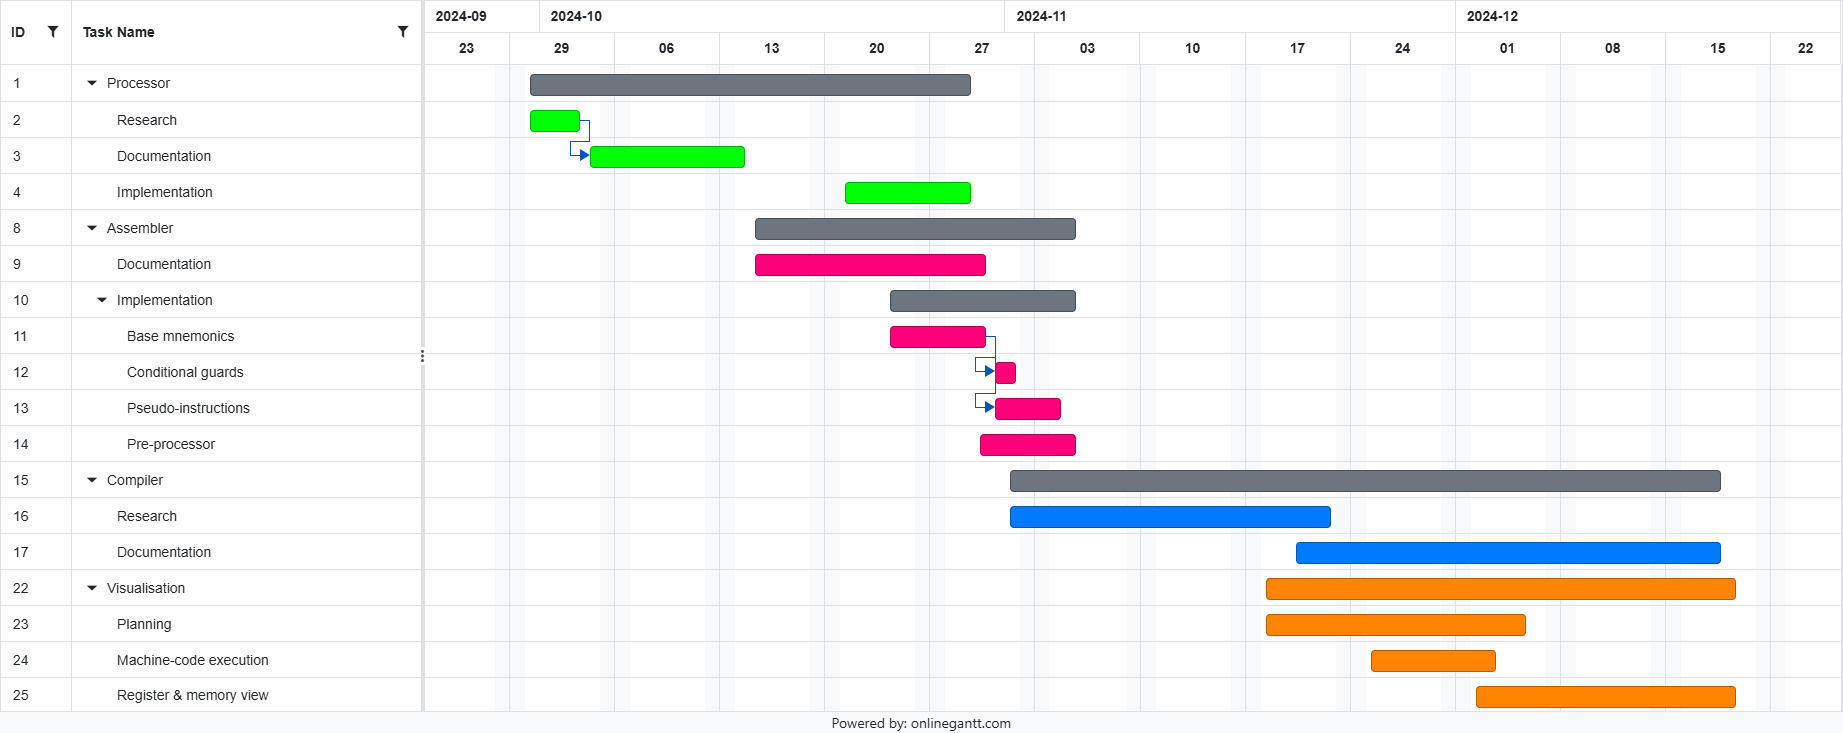 ID Task Name 2024-09 2024-10 2024-11 2024-12
23 29 06 13 20 27 03 10 17 24 01 08 15 22
1 Processor
2 Research
3 Documentation
4 Implementation
8 Assembler
9 Documentation
10 Implementation
11 Base mnemonics
12 Conditional guards
13 Pseudo-instructions
14 Pre-processor
15 Compiler
16 Research
17 Documentation
22 Visualisation
23 Planning
24 Machine-code execution
25 Register & memory view
Powered by: onlinegantt.com